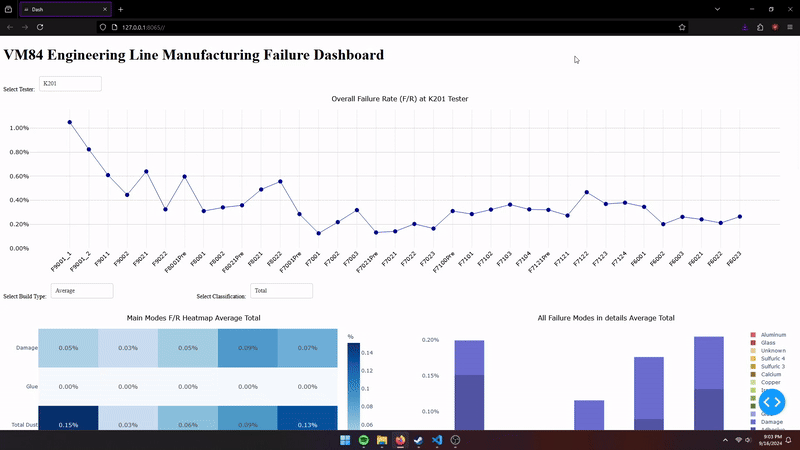 Dash
127.0.0.1:8065//
VM84 Engineering Line Manufacturing Failure Dashboard
Select Tester: K201
Overall Failure Rate (F/R) at K201 Tester
1.00%
0.80%
0.60%
0.40%
0.20%
0.00%
F9001_1 F9001_2 F9011 F9002 F9021 F9022 F8001Pre F8001 F8002 F8021Pre F8021 F8022 F7001Pre F7001 F7002 F7003 F7021Pre F7021 F7022 F7023 F7100Pre F7101 F7102 F7103 F7104 F7121Pre F7121 F7122 F7123 F7124 F6001 F6002 F6003 F6021 F6022 F6023
Select Build Type: Average Select Classification: Total
Main Modes F/R Heatmap Average Total
Damage 0.05% 0.03% 0.05% 0.09% 0.07%
Glue 0.00% 0.00% 0.00% 0.00% 0.00%
Total Dust 0.15% 0.03% 0.06% 0.09% 0.13%
%
0.14
0.12
0.1
0.08
0.06
All Failure Modes in details Average Total
0.20%
0.15%
0.10%
Aluminum
Glass
Unknown
Sulfuric 4
Sulfuric 3
Calcium
Copper
Damage
9:03 PM
9/16/2024